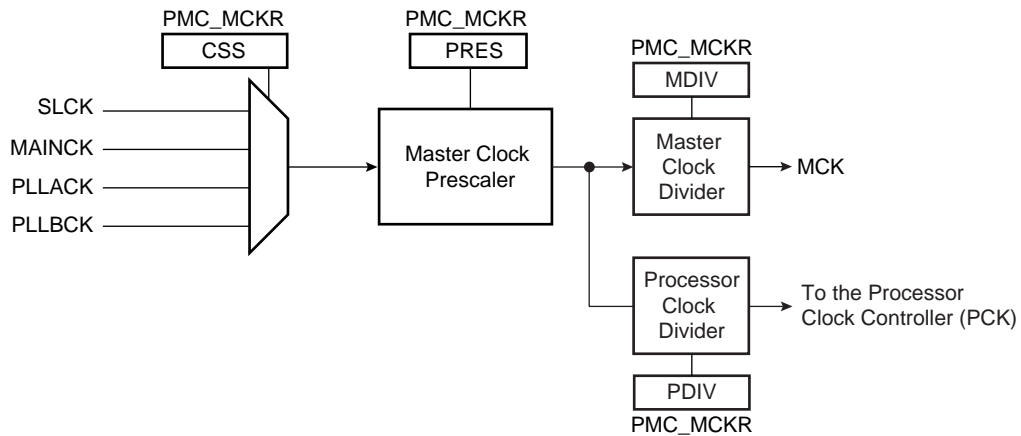 PMC_MCKR
CSS
PMC_MCKR
PRES
PMC_MCKR
MDIV
SLCK
MAINCK
PLLACK
PLLBCK
Master Clock
Prescaler
Master
Clock
Divider
MCK
Processor
Clock
Divider
To the Processor
Clock Controller (PCK)
PDIV
PMC_MCKR